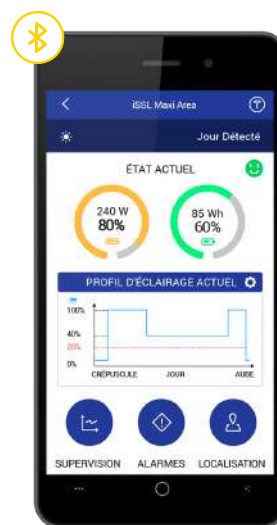 iSSL Maxi Area
Jour Détecté
ÉTAT ACTUEL
240 W
80%
85 Wh
60%
PROFIL D'ÉCLAIRAGE ACTUEL
100%
40%
20%
0%
CRÉPUSCULE JOUR AUBE
SUPERVISION ALARMES LOCALISATION